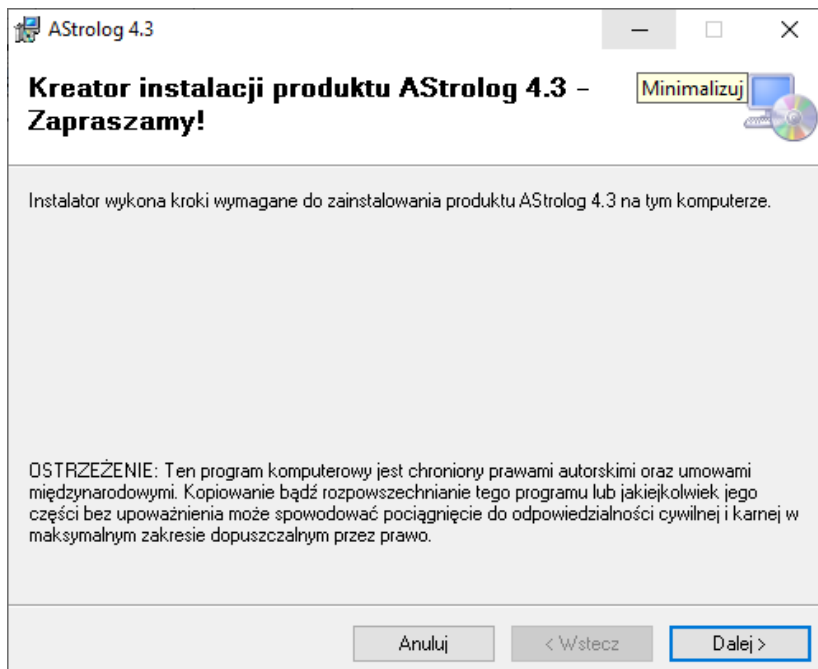 AStrolog 4.3
Kreator instalacji produktu AStrolog 4.3 -
Zapraszamy!
Minimalizuj
Instalator wykona kroki wymagane do zainstalowania produktu AStrolog 4.3 na tym komputerze.
OSTRZEŻENIE: Ten program komputerowy jest chroniony prawami autorskimi oraz umowami
międzynarodowymi. Kopiowanie bądź rozpowszechnianie tego programu lub jakiejkolwiek jego
części bez upoważnienia może spowodować pociągnięcie do odpowiedzialności cywilnej i karnej w
maksymalnym zakresie dopuszczalnym przez prawo.
Anuluj < Wstecz Dalej >